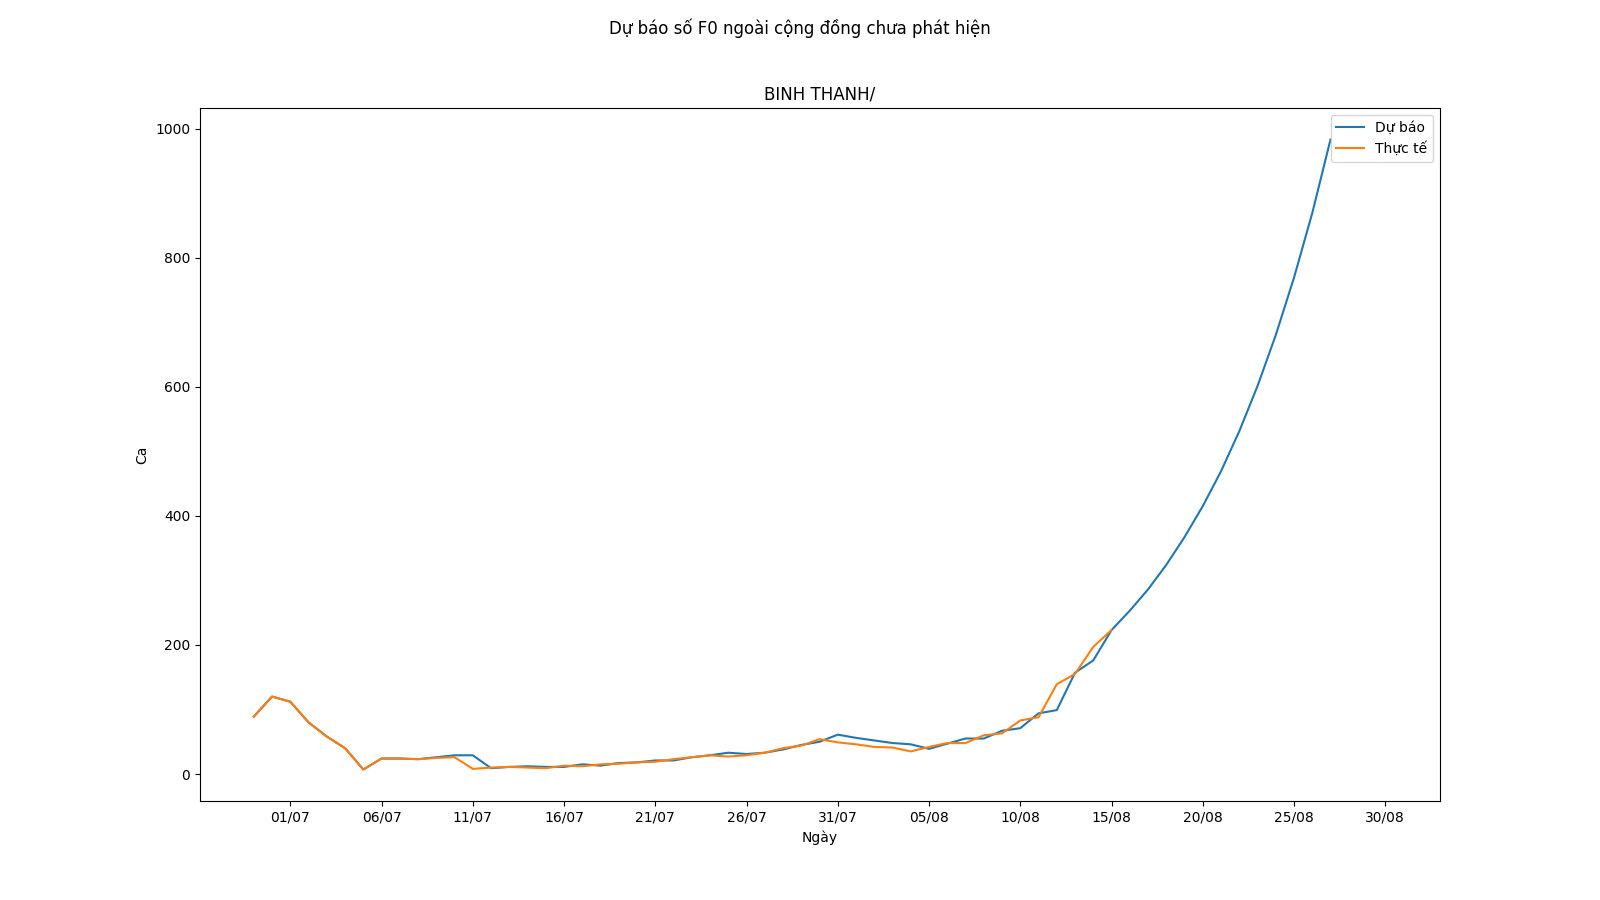 Dự báo số F0 ngoài cộng đồng chưa phát hiện
BINH THANH/
Dự báo
Thực tế
1000
800
600
400
200
0
Ca
01/07 06/07 11/07 16/07 21/07 26/07 31/07 05/08 10/08 15/08 20/08 25/08 30/08
Ngày